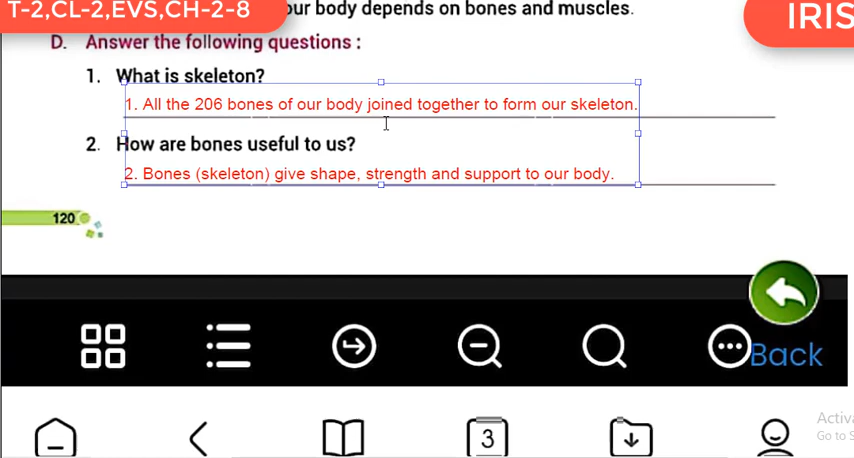 T-2,CL-2,EVS,CH-2-8
our body depends on bones and muscles.
IRIS
D. Answer the following questions :
1. What is skeleton?
1. All the 206 bones of our body joined together to form our skeleton.
2. How are bones useful to us?
2. Bones (skeleton) give shape, strength and support to our body.
120
Back
3
Go to S